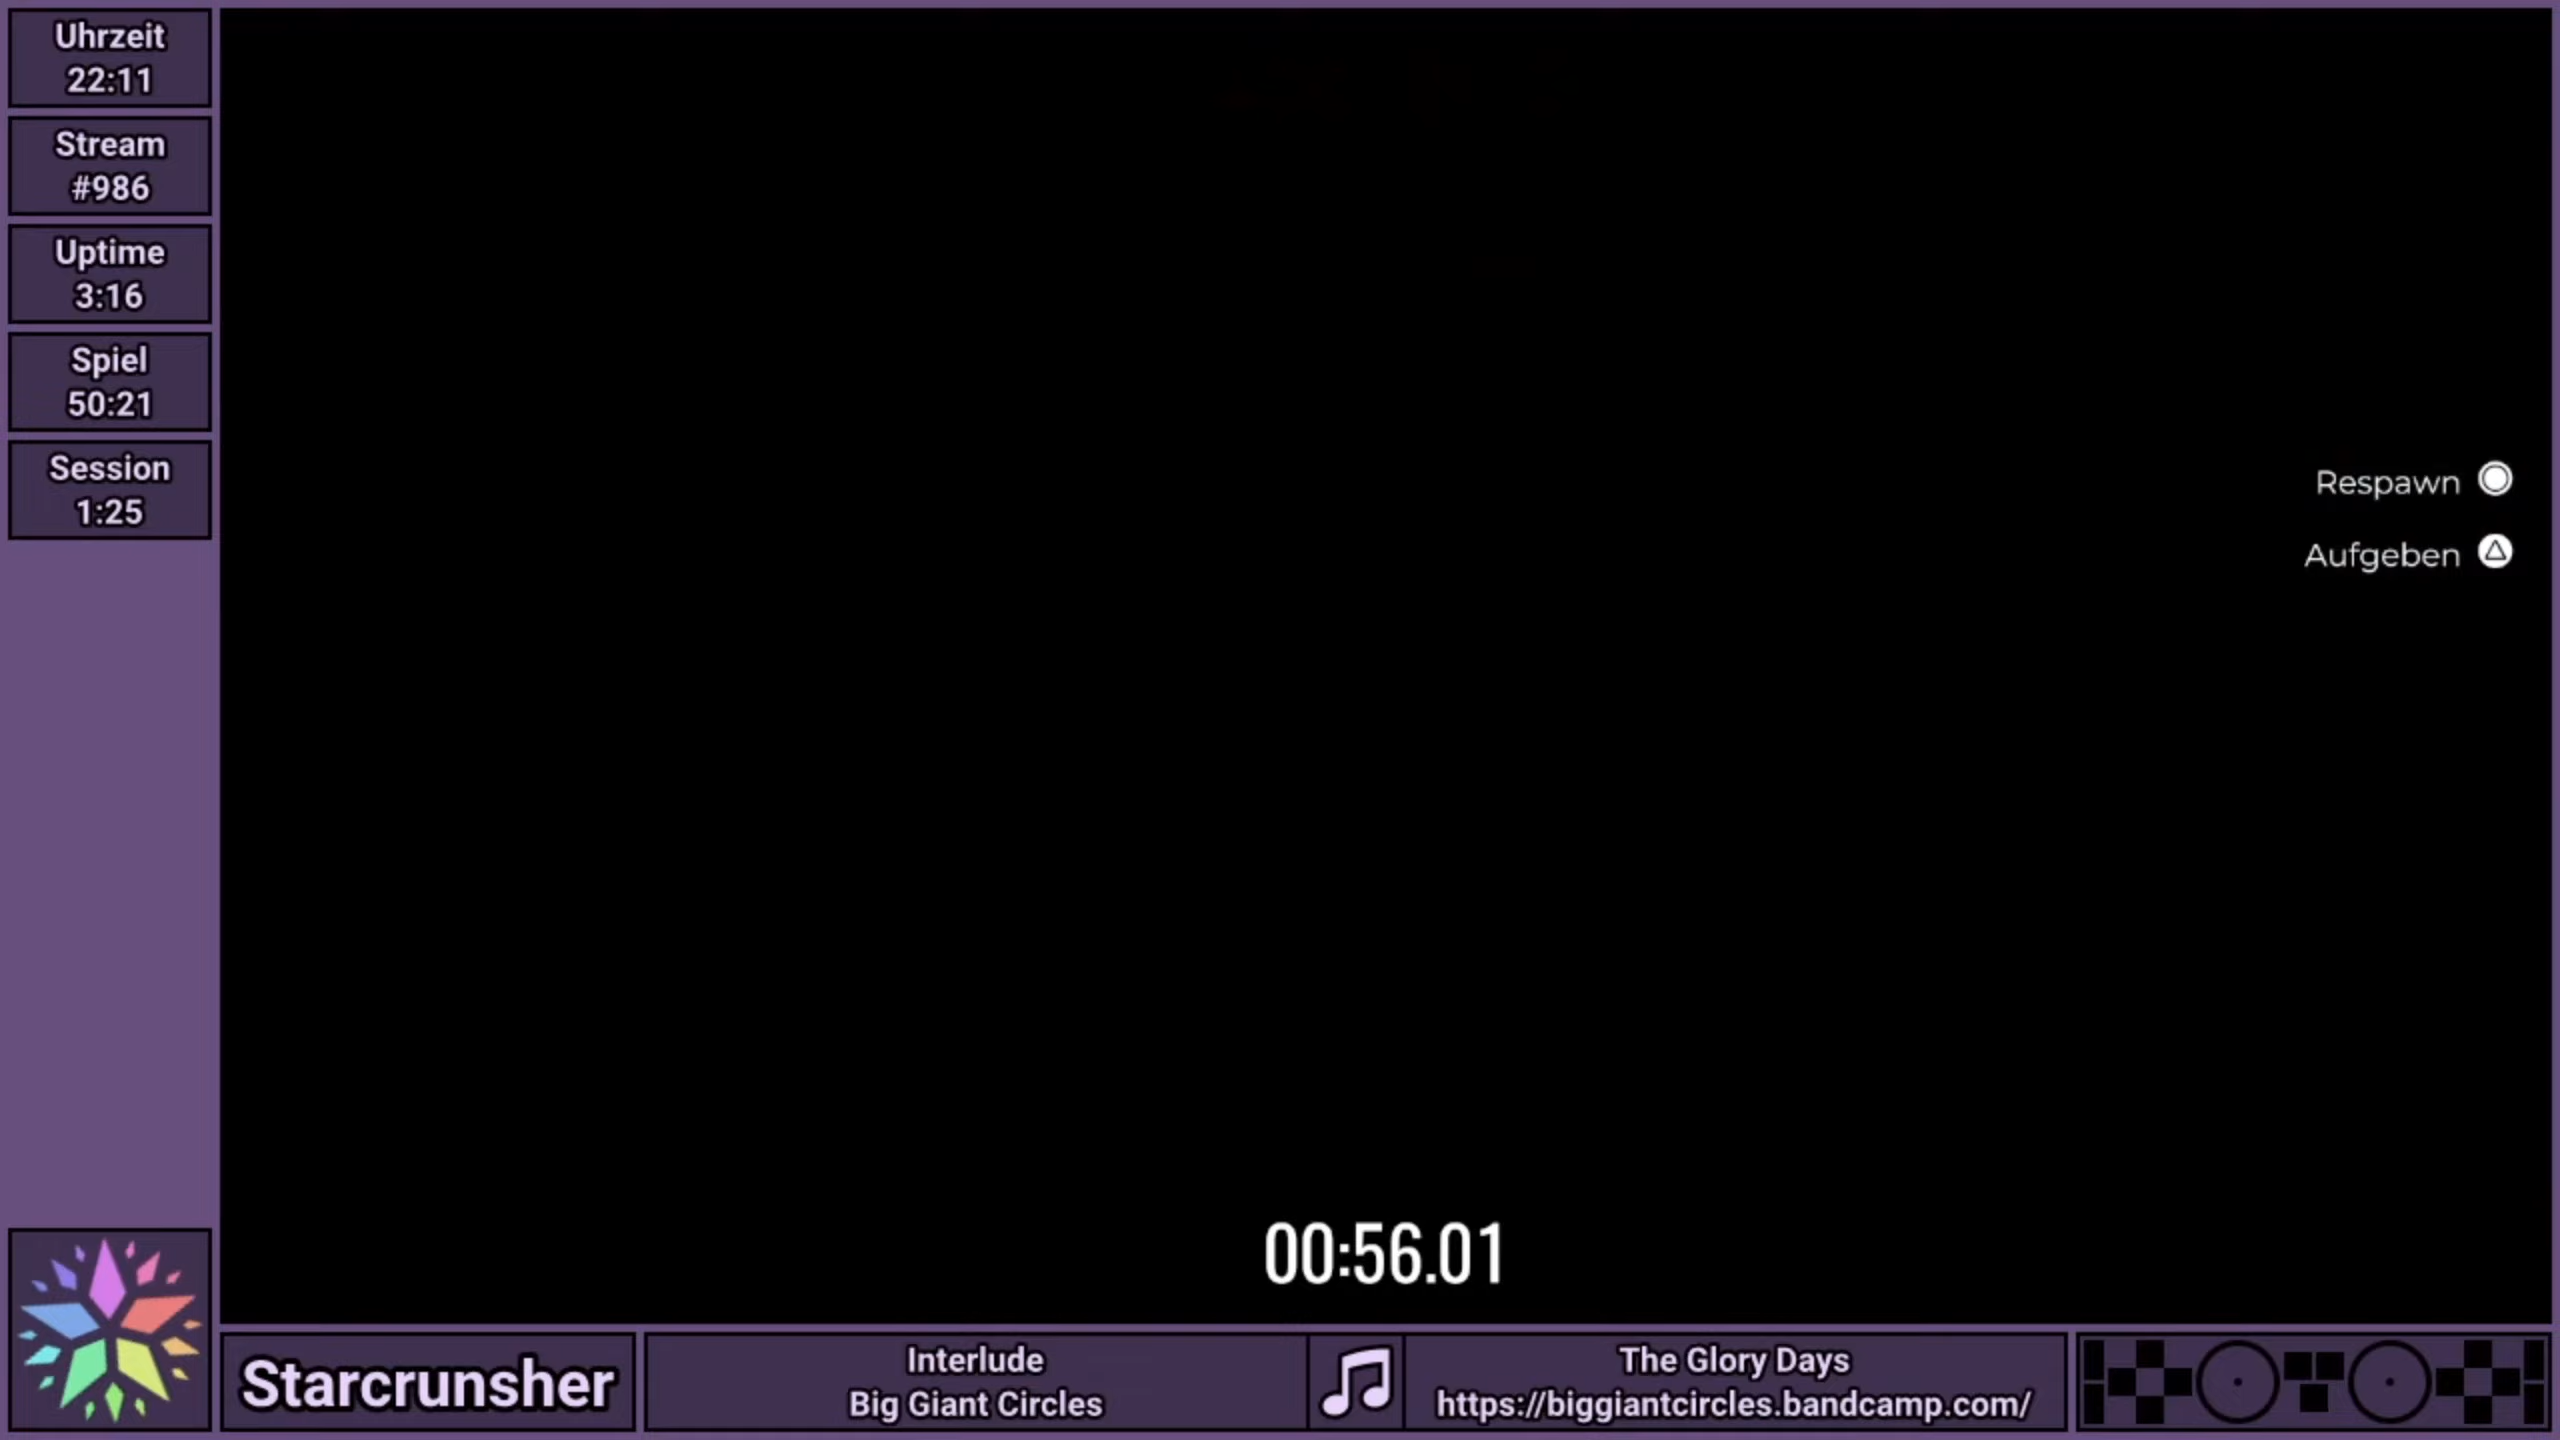 Uhrzeit
22:11
Stream
#986
Uptime
3:16
Spiel
50:21
Session
1:25
Respawn
Aufgeben
00:56.01
Starcrunsher
Interlude
Big Giant Circles
The Glory Days
https://biggiantcircles.bandcamp.com/